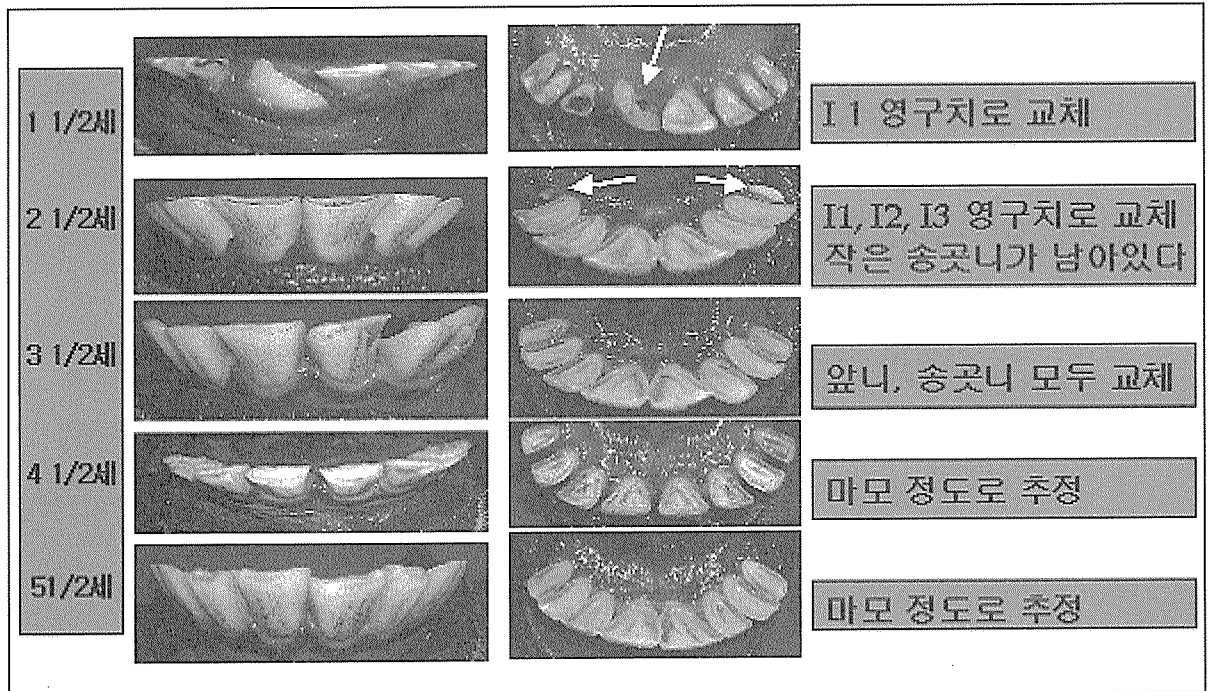 1 1/2세
I 1 영구치로 교체
2 1/2세
I1, I2, I3 영구치로 교체
작은 송곳니가 남아있다
3 1/2세
앞니, 송곳니 모두 교체
4 1/2세
마모 정도로 추정
51/2세
마모 정도로 추정